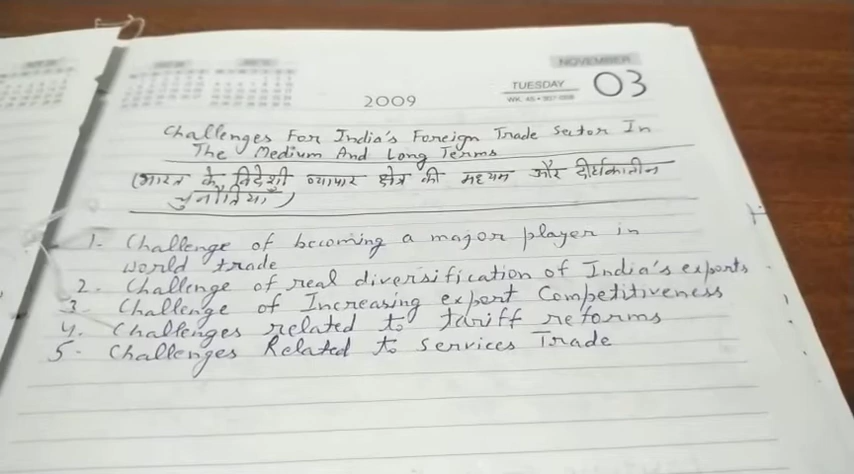 NOVEMBER
TUESDAY
03
2009
Challenges For India's Foreign Trade Sector In
The Medium And Long Terms
(भारत के विदेशी व्यापार क्षेत्र की मध्यम और दीर्घकालीन
चुनौतियाँ)
1. Challenge of becoming a major player in
world trade
2. Challenge of real diversification of India's exports
3. Challenge of Increasing export Competitiveness
4. Challenges related to tariff reforms
5. Challenges Related to services Trade